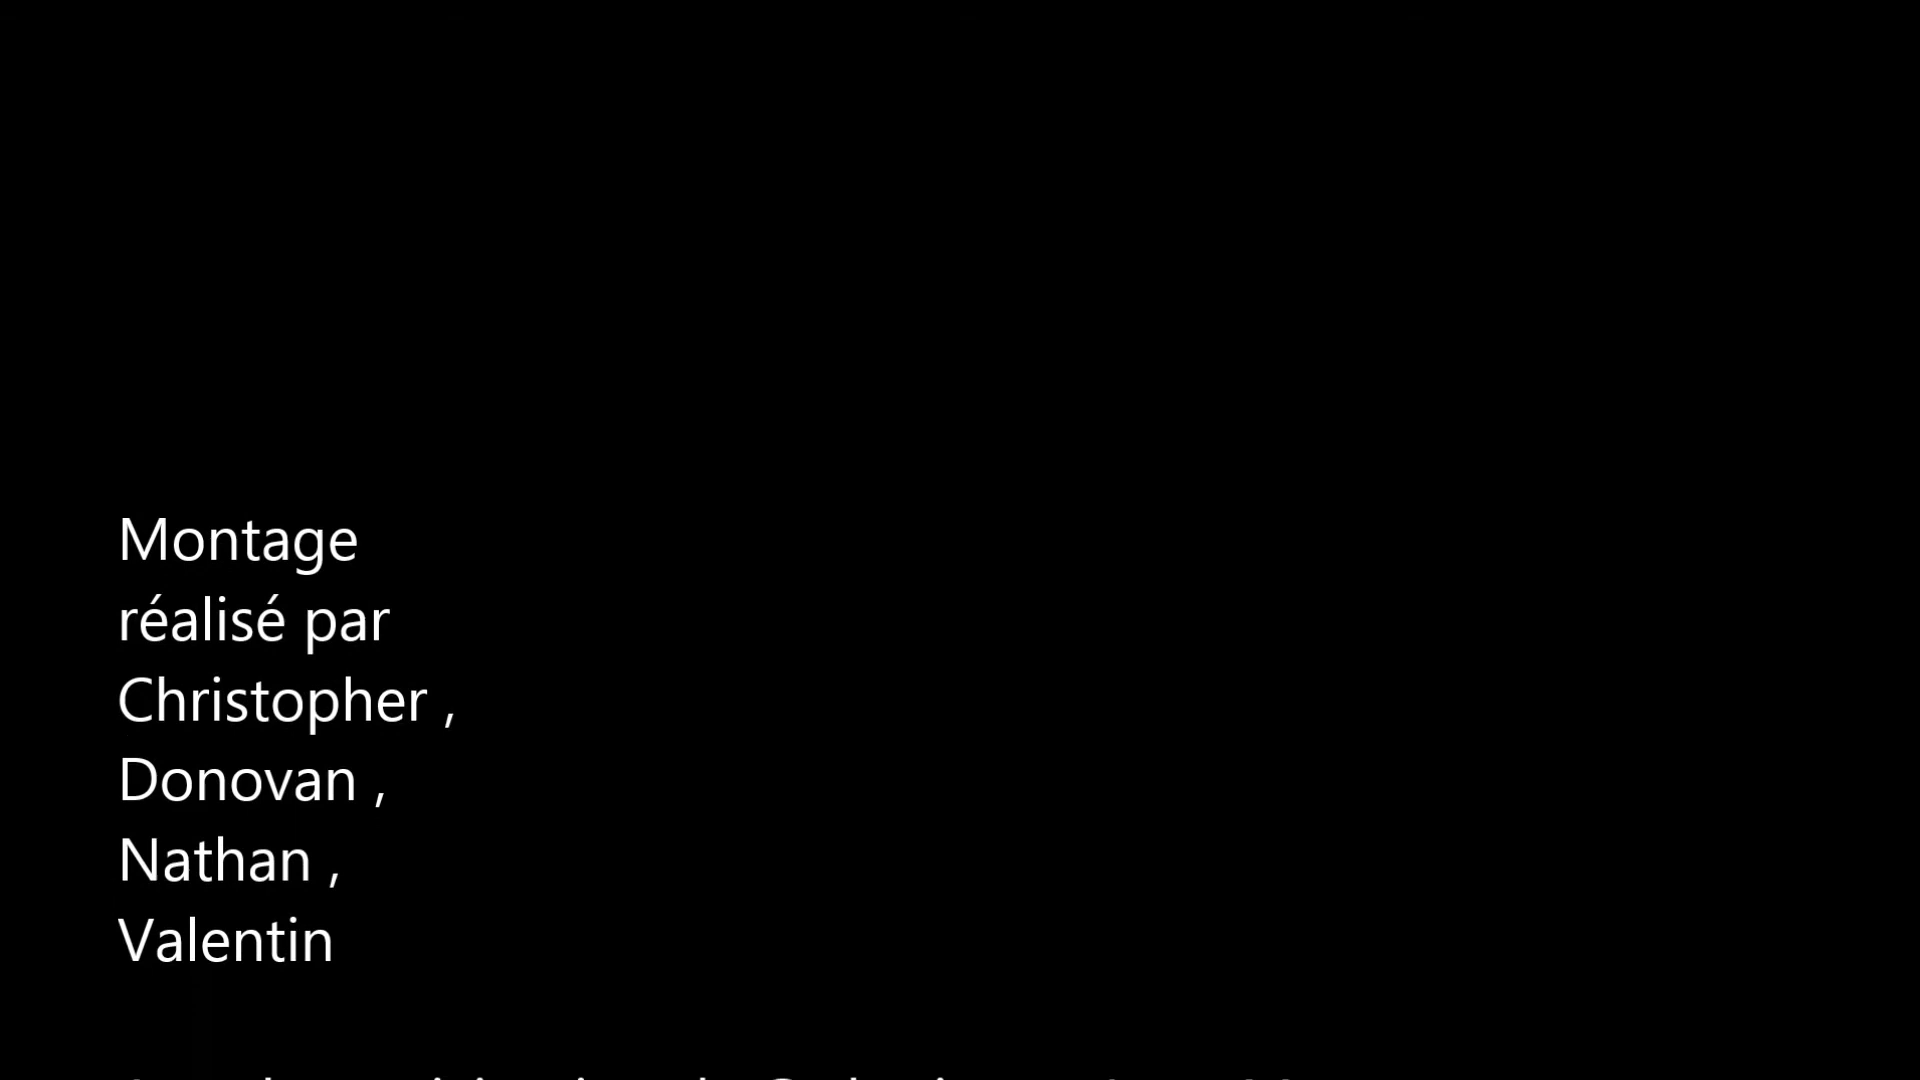 Montage
réalisé par
Christopher ,
Donovan ,
Nathan ,
Valentin